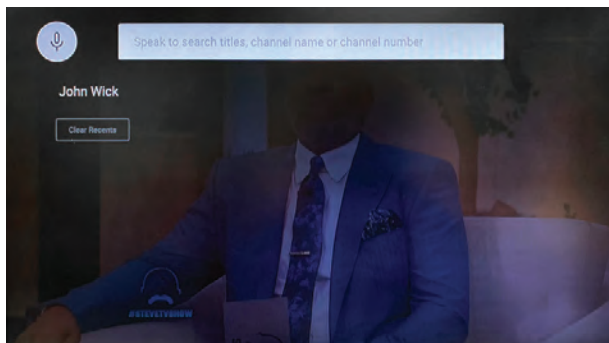 Speak to search titles, channel name or channel number
John Wick
Clear Recents
#STEVETVSHOW